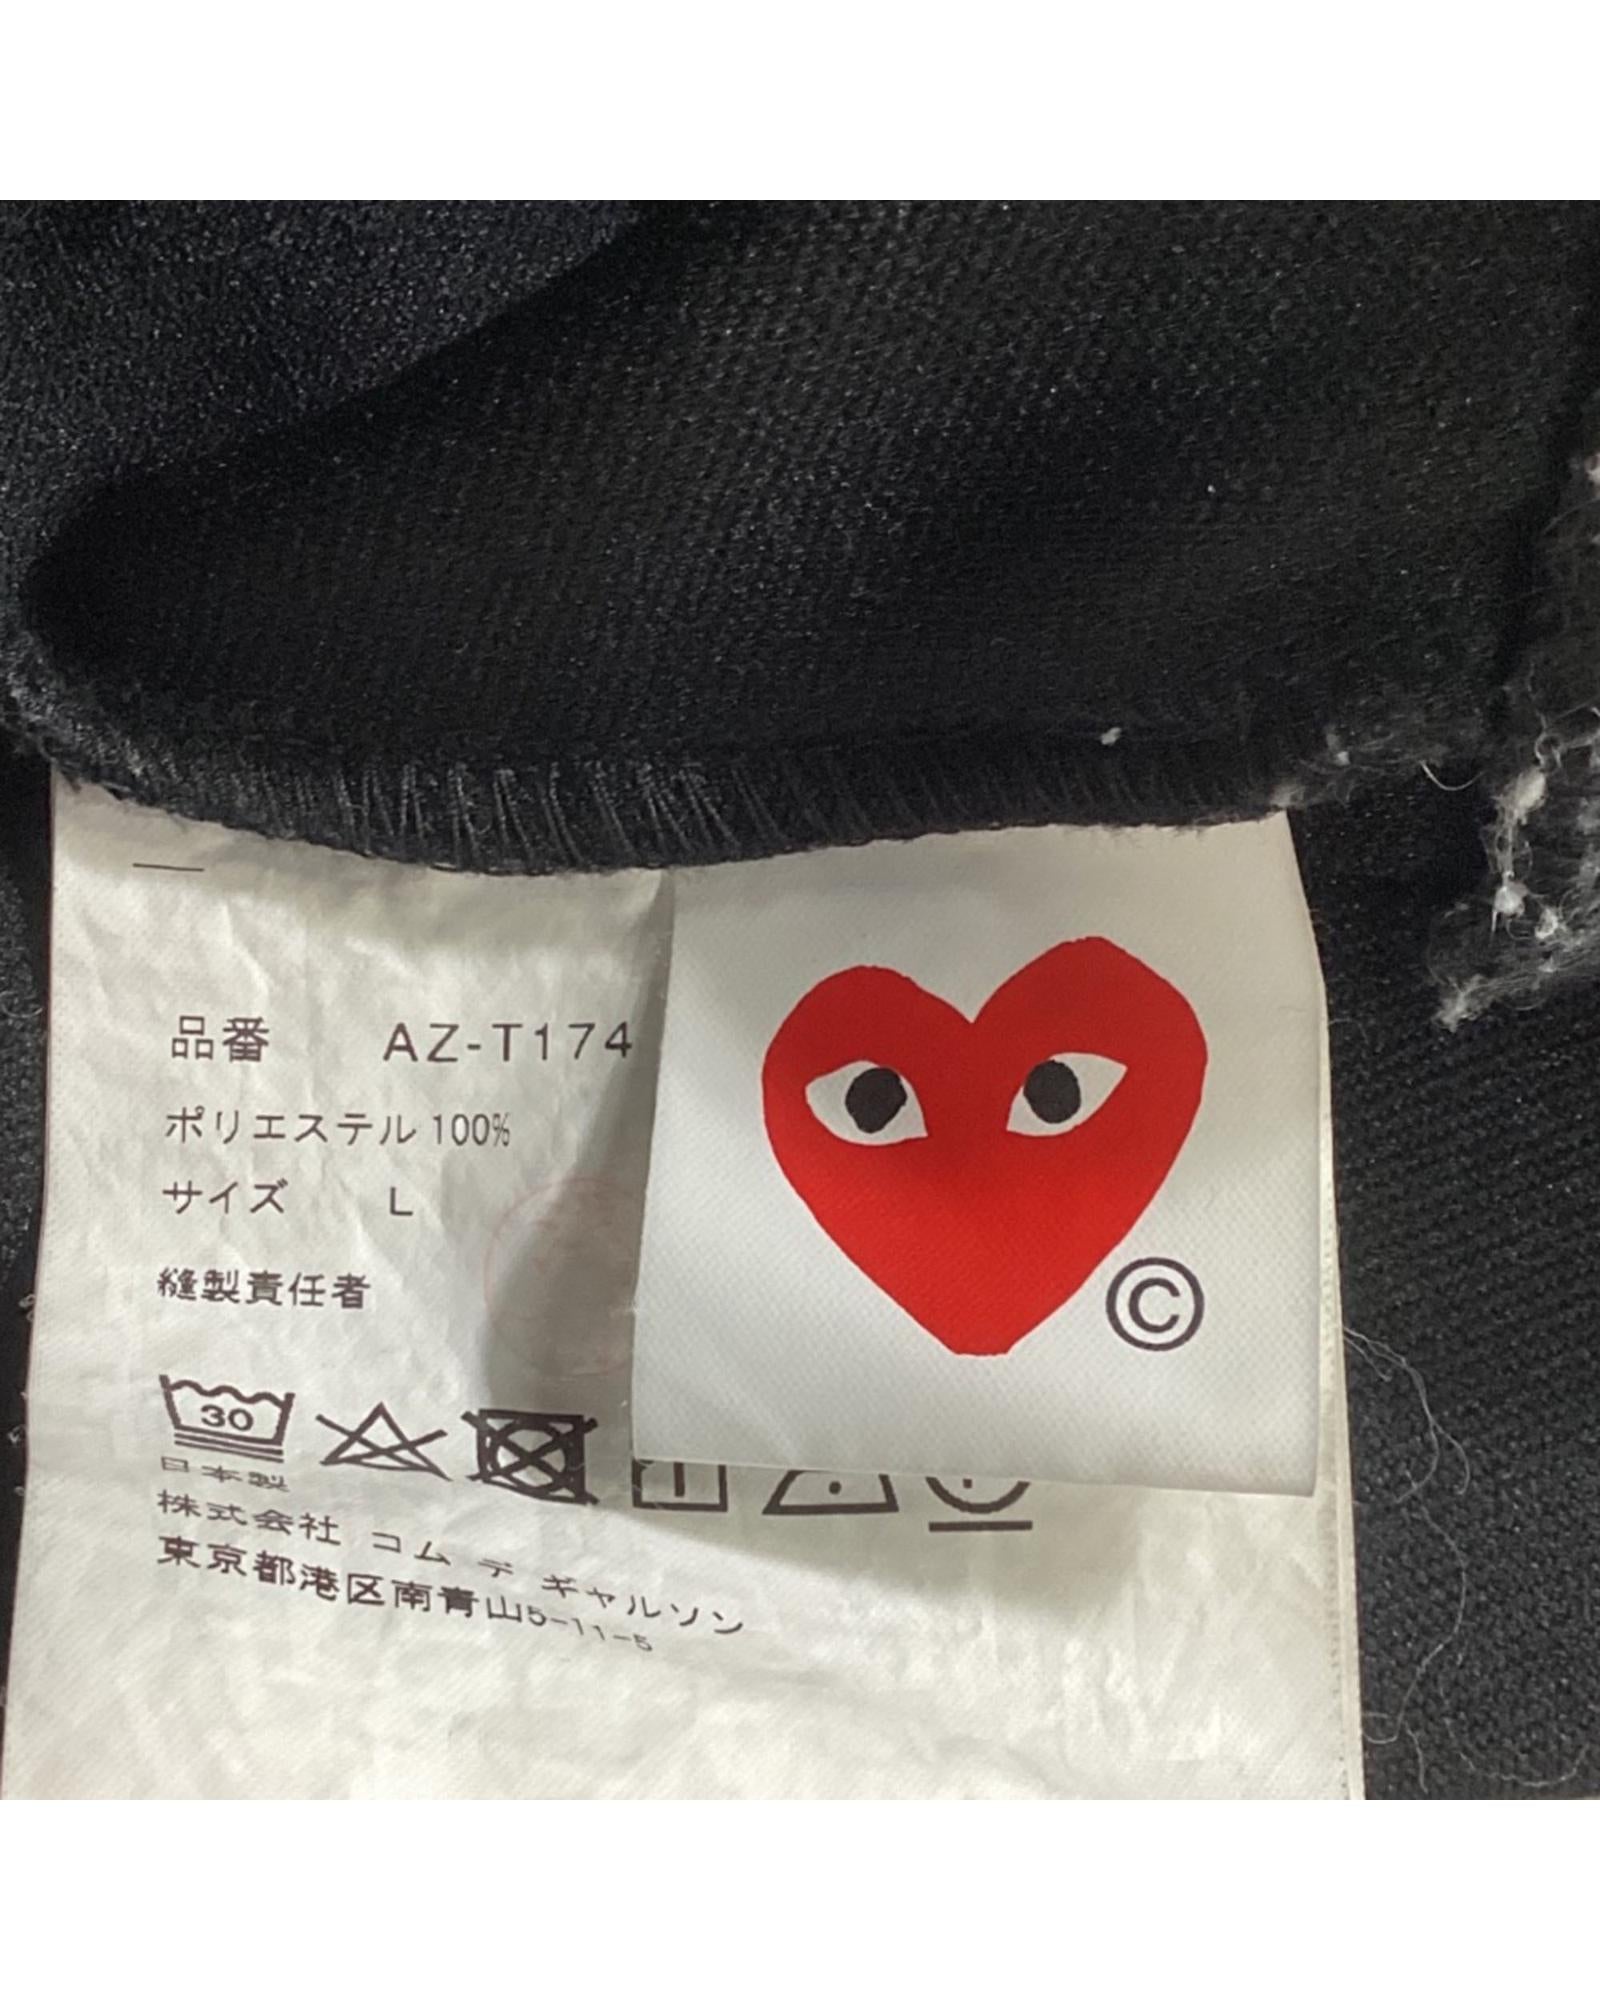 品番 AZ-T174
ポリエステル 100%
サイズ L
縫製責任者
30
日本製
株式会社 コム デ ギャルソン
東京都港区南青山5-11-5
©